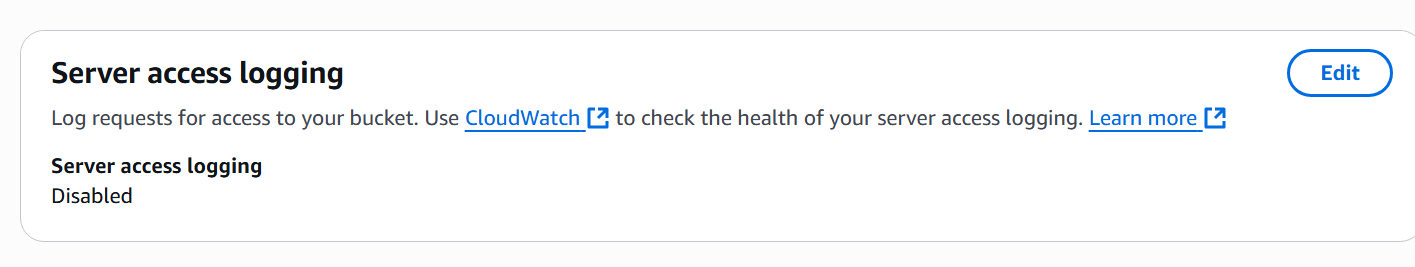 Server access logging
Edit
Log requests for access to your bucket. Use CloudWatch to check the health of your server access logging. Learn more
Server access logging
Disabled